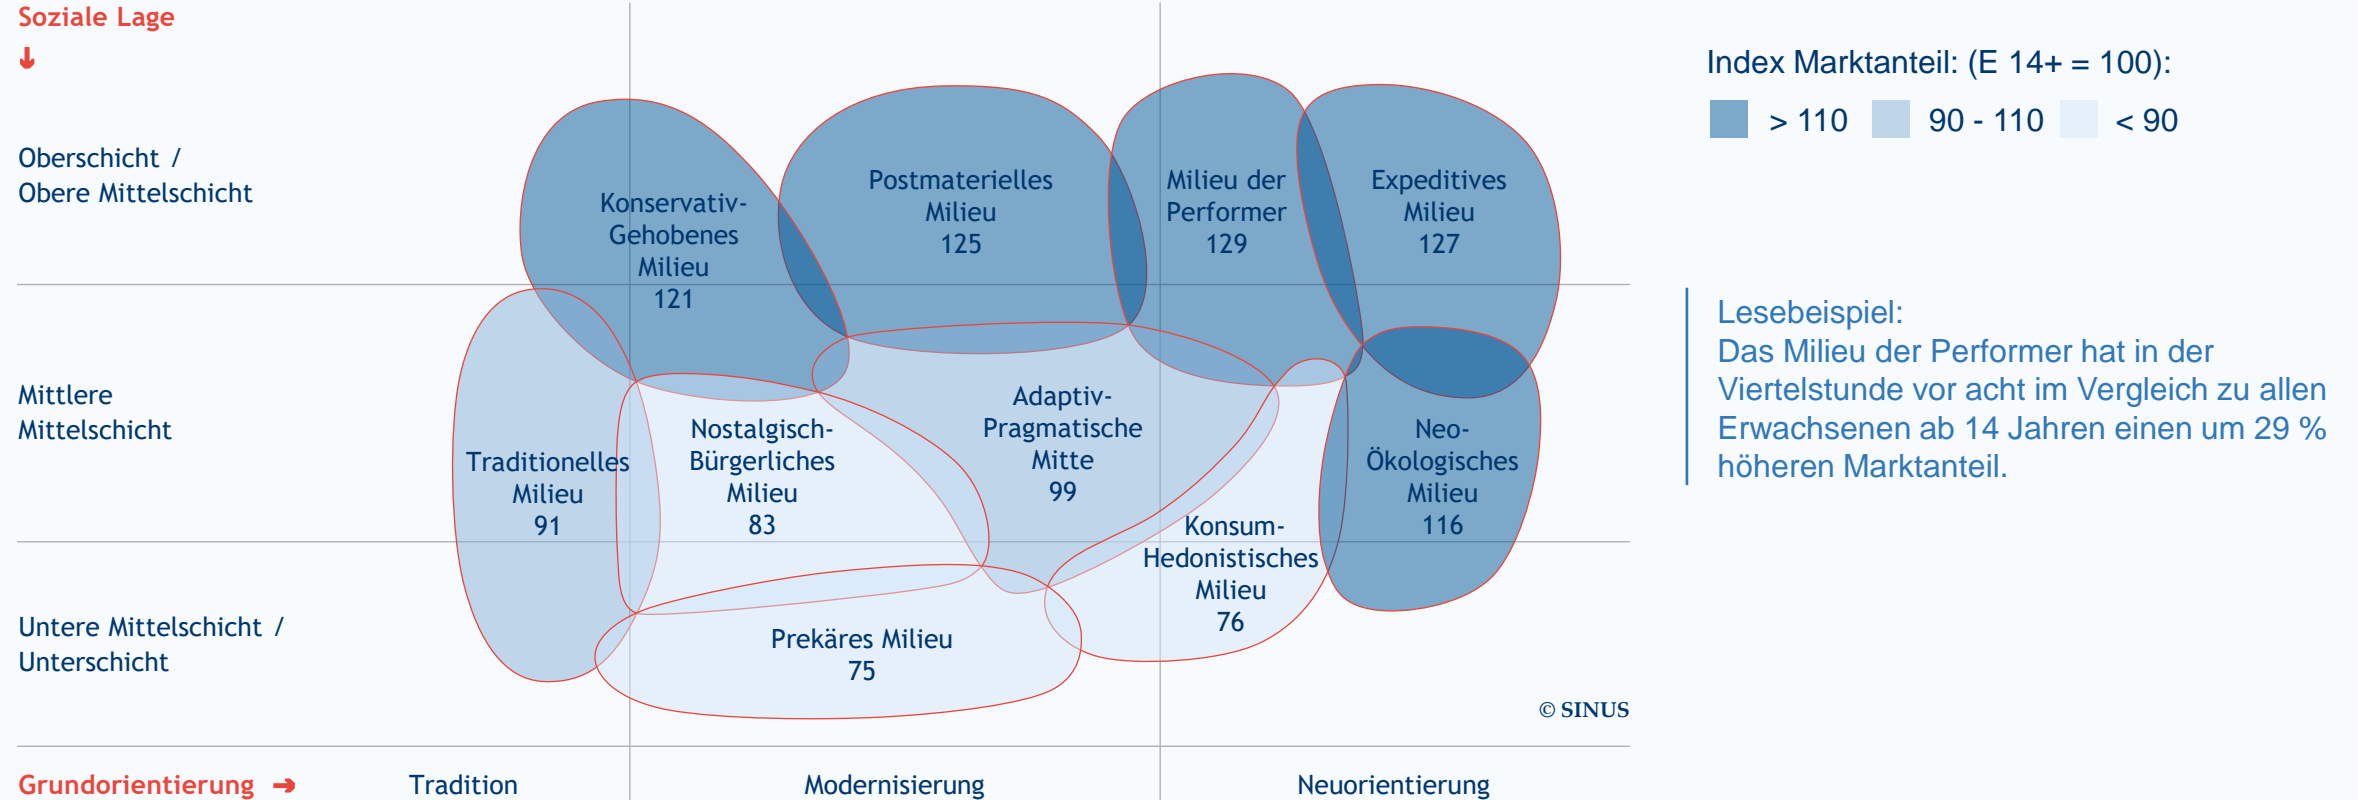 Soziale Lage
Oberschicht /
Obere Mittelschicht
Mittlere
Mittelschicht
Untere Mittelschicht /
Unterschicht
Konservativ-
Gehobenes
Milieu
121
Postmaterielles
Milieu
125
Milieu der
Performer
129
Expeditives
Milieu
127
Traditionelles
Milieu
91
Nostalgisch-
Bürgerliches
Milieu
83
Adaptiv-
Pragmatische
Mitte
99
Konsum-
Hedonistisches
Milieu
76
Neo-
Ökologisches
Milieu
116
Prekäres Milieu
75
© SINUS
Grundorientierung ➔
Tradition
Modernisierung
Neuorientierung
Index Marktanteil: (E 14+ = 100):
> 110
90 - 110
< 90
Lesebeispiel:
Das Milieu der Performer hat in der
Viertelstunde vor acht im Vergleich zu allen
Erwachsenen ab 14 Jahren einen um 29 %
höheren Marktanteil.